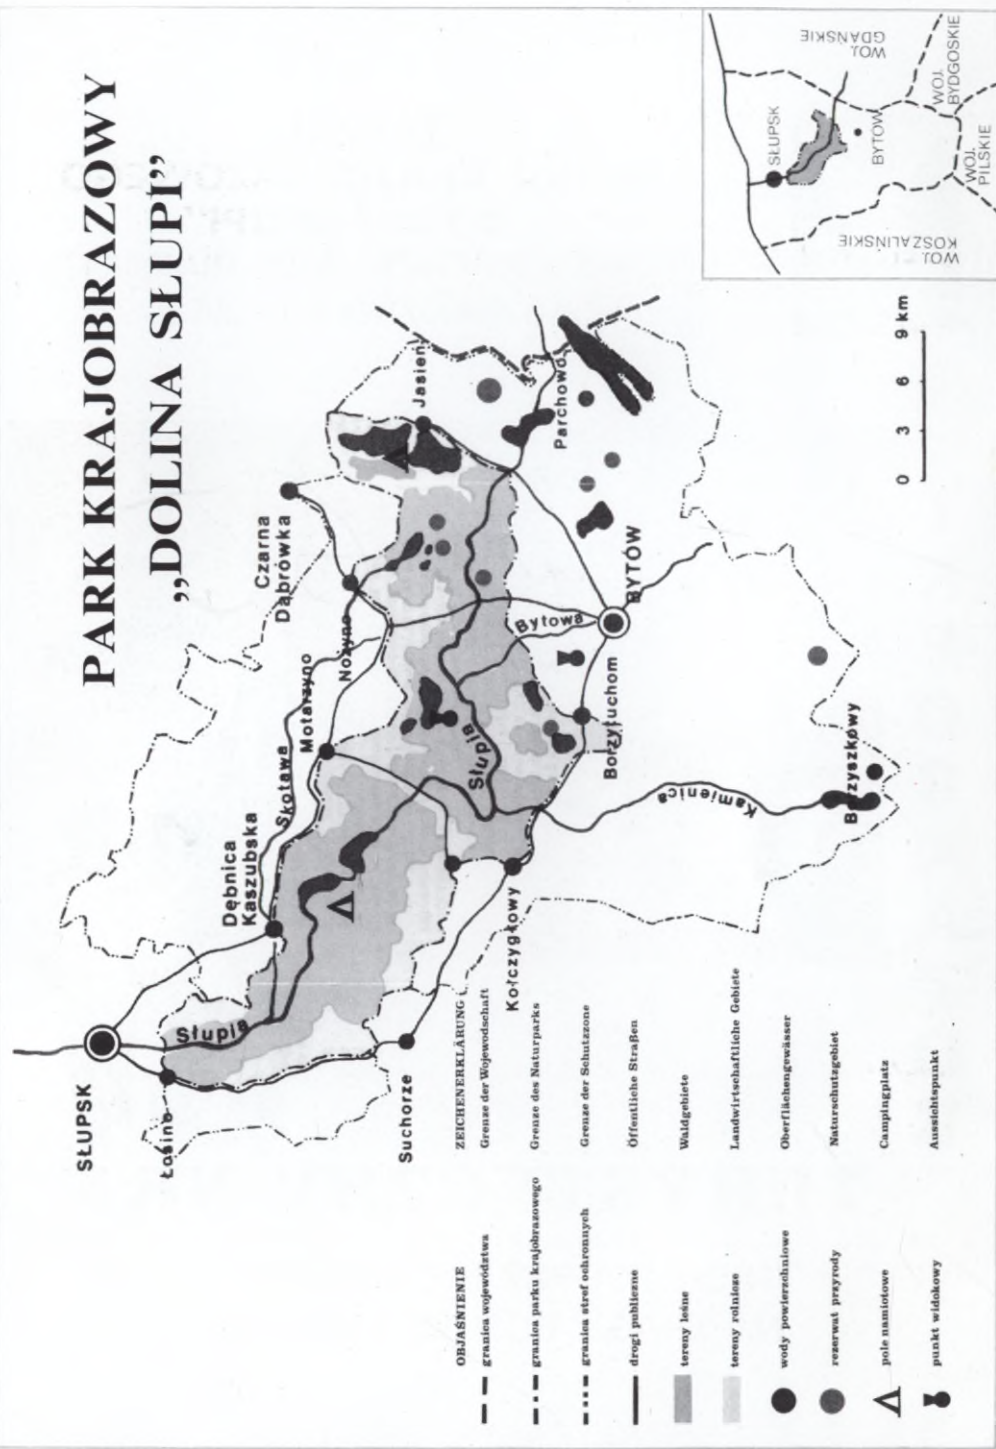 PARK KRAJOBRAZOWY
„DOLINA SŁUPI”
SŁUPSK
Łosino
Słupia
Suchorze
Dębnica
Kaszubska
Skotawa
Motarzyno
Nożyno
Czarna
Dąbrówka
Jasień
Parchowo
Słupia
Bytowa
BYTÓW
Borzytuchom
Kołczygłowy
Kamienica
Borzyszkowy
0 3 6 9 km
WOJ.
GDAŃSKIE
SŁUPSK
BYTÓW
WOJ.
BYDGOSKIE
WOJ.
PILSKIE
WOJ.
KOSZALIŃSKIE
OBJAŚNIENIE
granica województwa
granica parku krajobrazowego
granica stref ochronnych
drogi publiczne
tereny leśne
tereny rolnicze
wody powierzchniowe
rezerwat przyrody
pole namiotowe
punkt widokowy
ZEICHENERKLÄRUNG
Grenze der Wojewodschaft
Grenze des Naturparks
Grenze der Schutzzone
Öffentliche Straßen
Waldgebiete
Landwirtschaftliche Gebiete
Oberflächengewässer
Naturschutzgebiet
Campingplatz
Aussichtspunkt